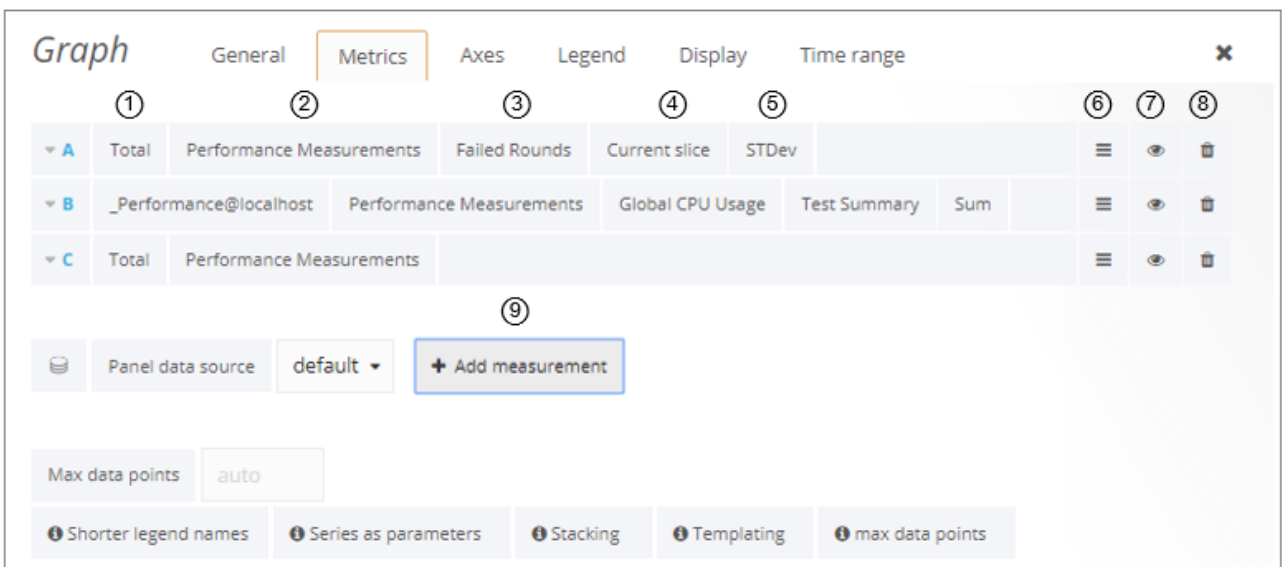 Graph General Metrics Axes Legend Display Time range ✖
① ② ③ ④ ⑤ ⑥ ⑦ ⑧
A Total Performance Measurements Failed Rounds Current slice STDev
B _Performance@localhost Performance Measurements Global CPU Usage Test Summary Sum
C Total Performance Measurements
⑨
Panel data source default + Add measurement
Max data points auto
Shorter legend names Series as parameters Stacking Templating max data points